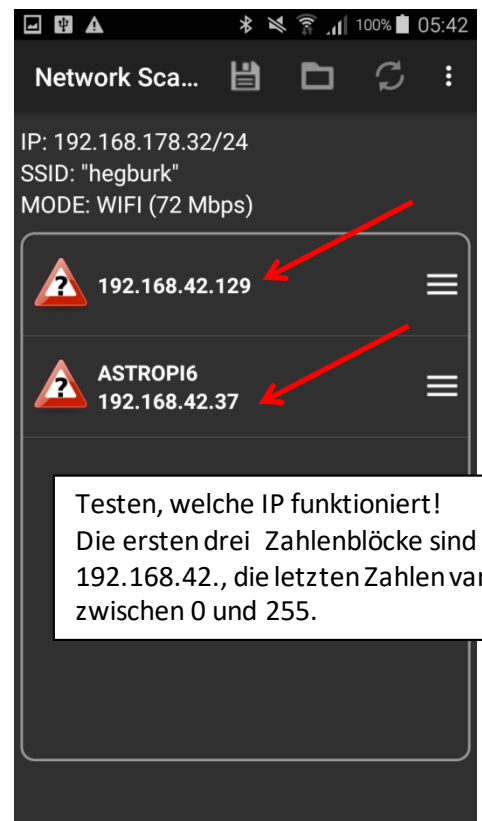 100% 05:42
Network Sca...
IP: 192.168.178.32/24
SSID: "hegburk"
MODE: WIFI (72 Mbps)
192.168.42.129
ASTROPI6
192.168.42.37
Testen, welche IP funktioniert!
Die ersten drei Zahlenblöcke sind
192.168.42., die letzten Zahlen var
zwischen 0 und 255.